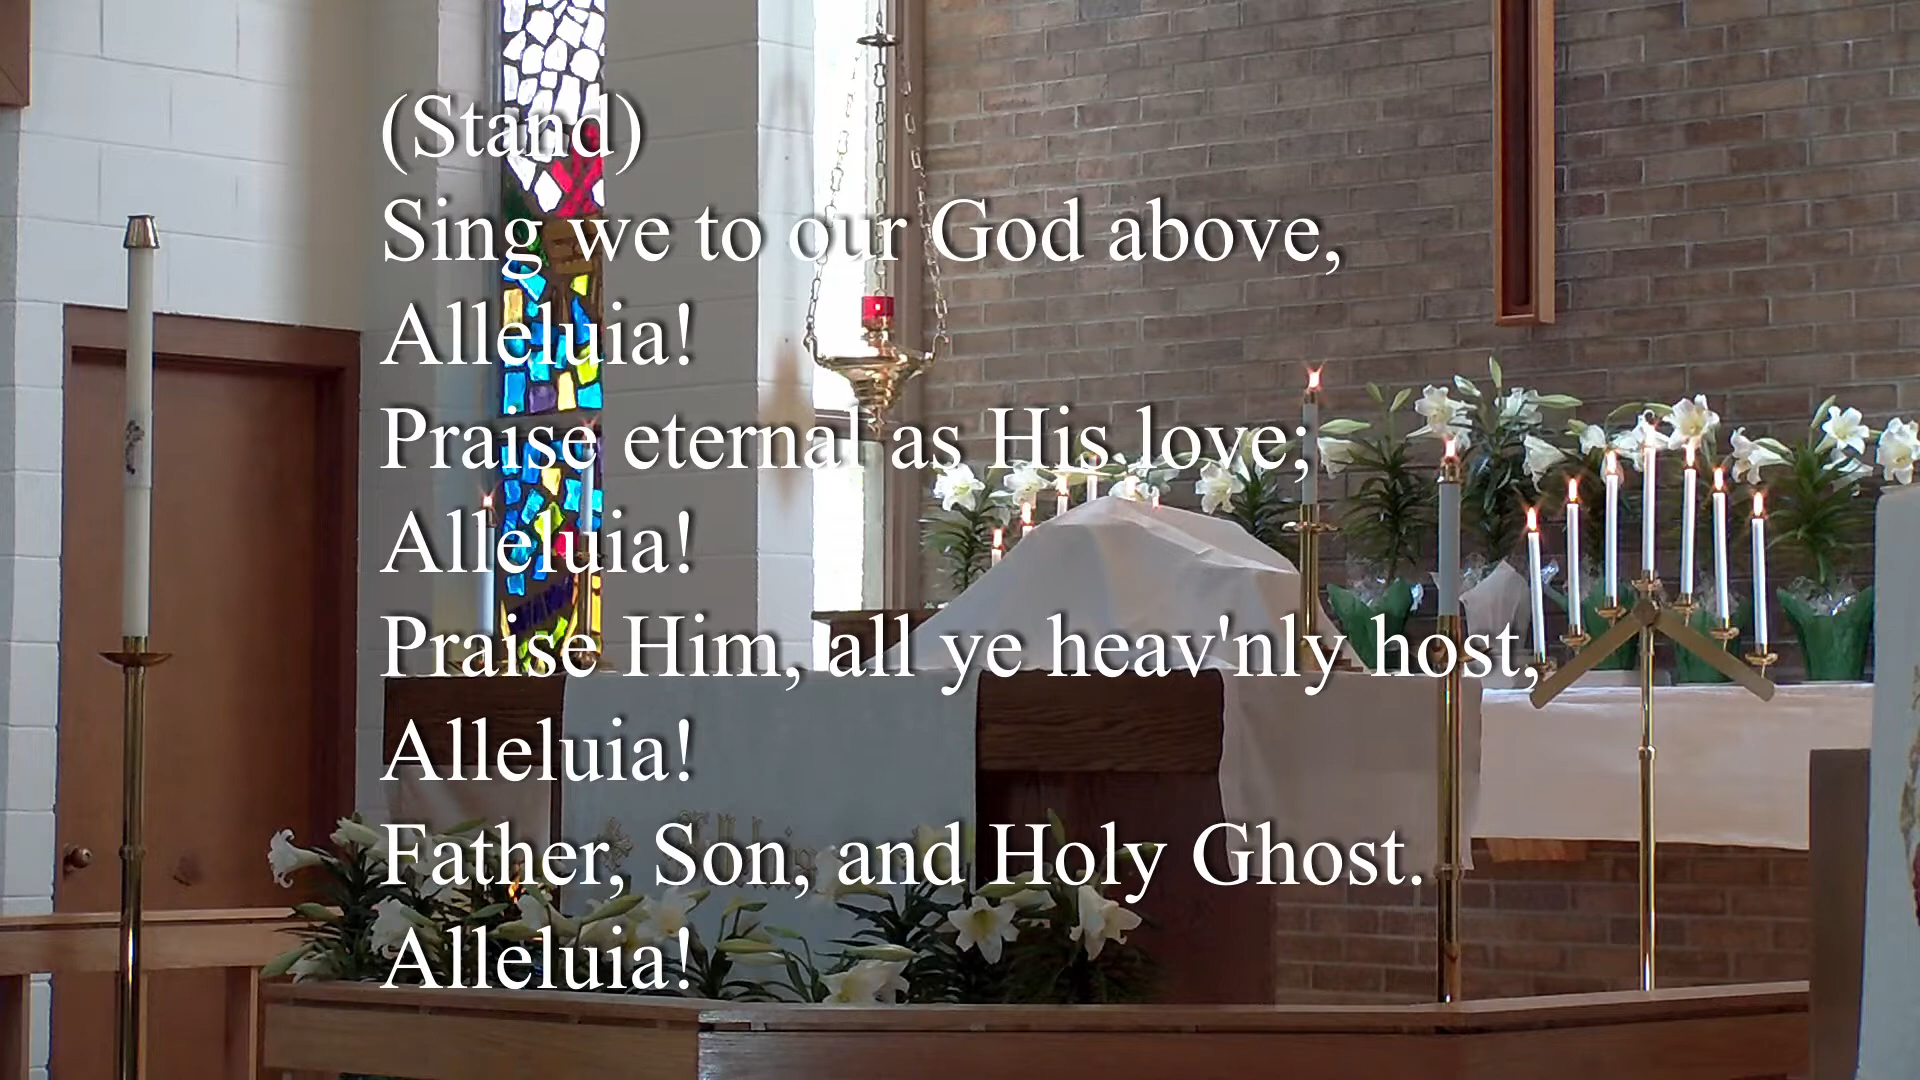 (Stand)
Sing we to our God above,
Alleluia!
Praise eternal as His love;
Alleluia!
Praise Him, all ye heav'nly host,
Alleluia!
Father, Son, and Holy Ghost.
Alleluia!